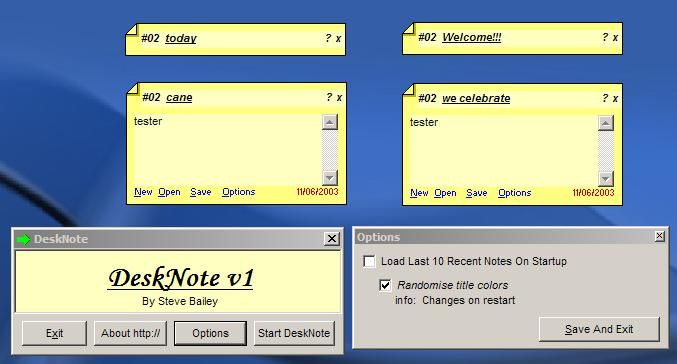 #02 today ? x
#02 Welcome!!! ? x
#02 cane ? x
tester
New Open Save Options 11/06/2003
#02 we celebrate ? x
tester
New Open Save Options 11/06/2003
DeskNote
DeskNote v1
By Steve Bailey
Exit About http:// Options Start DeskNote
Options
Load Last 10 Recent Notes On Startup
Randomise title colors
info: Changes on restart
Save And Exit